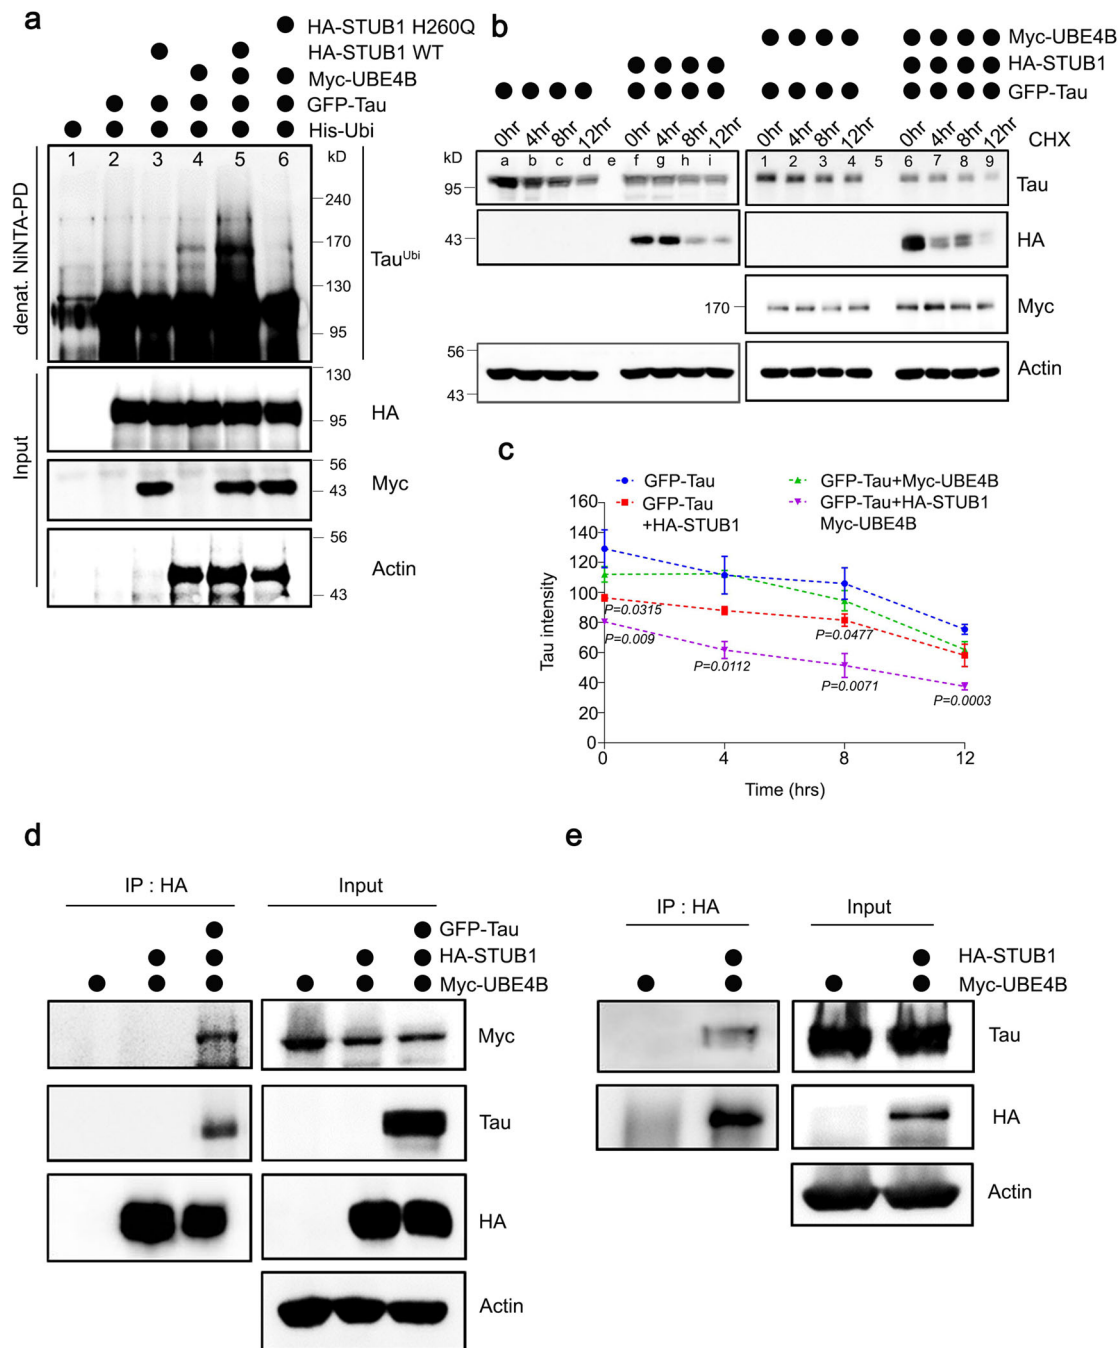 a
HA-STUB1 H260Q
HA-STUB1 WT
Myc-UBE4B
GFP-Tau
His-Ubi
1 2 3 4 5 6 kD
240
170
130
95
denat. NiNTA-PD
Tau^Ubi
130
95
HA
56
43
Myc
56
43
Actin
Input
b
Myc-UBE4B
HA-STUB1
GFP-Tau
0hr 4hr 8hr 12hr 0hr 4hr 8hr 12hr 0hr 4hr 8hr 12hr 0hr 4hr 8hr 12hr CHX
kD a b c d e f g h i 1 2 3 4 5 6 7 8 9
95
Tau
43
HA
170
Myc
56
43
Actin
c
GFP-Tau
GFP-Tau
+HA-STUB1
GFP-Tau+Myc-UBE4B
GFP-Tau+HA-STUB1
Myc-UBE4B
160
140
120
100
80
60
40
20
0
Tau intensity
P=0.0315
P=0.009
P=0.0112
P=0.0477
P=0.0071
P=0.0003
0 4 8 12
Time (hrs)
d
IP : HA Input
GFP-Tau
HA-STUB1
Myc-UBE4B
Myc
Tau
HA
Actin
e
IP : HA Input
HA-STUB1
Myc-UBE4B
Tau
HA
Actin